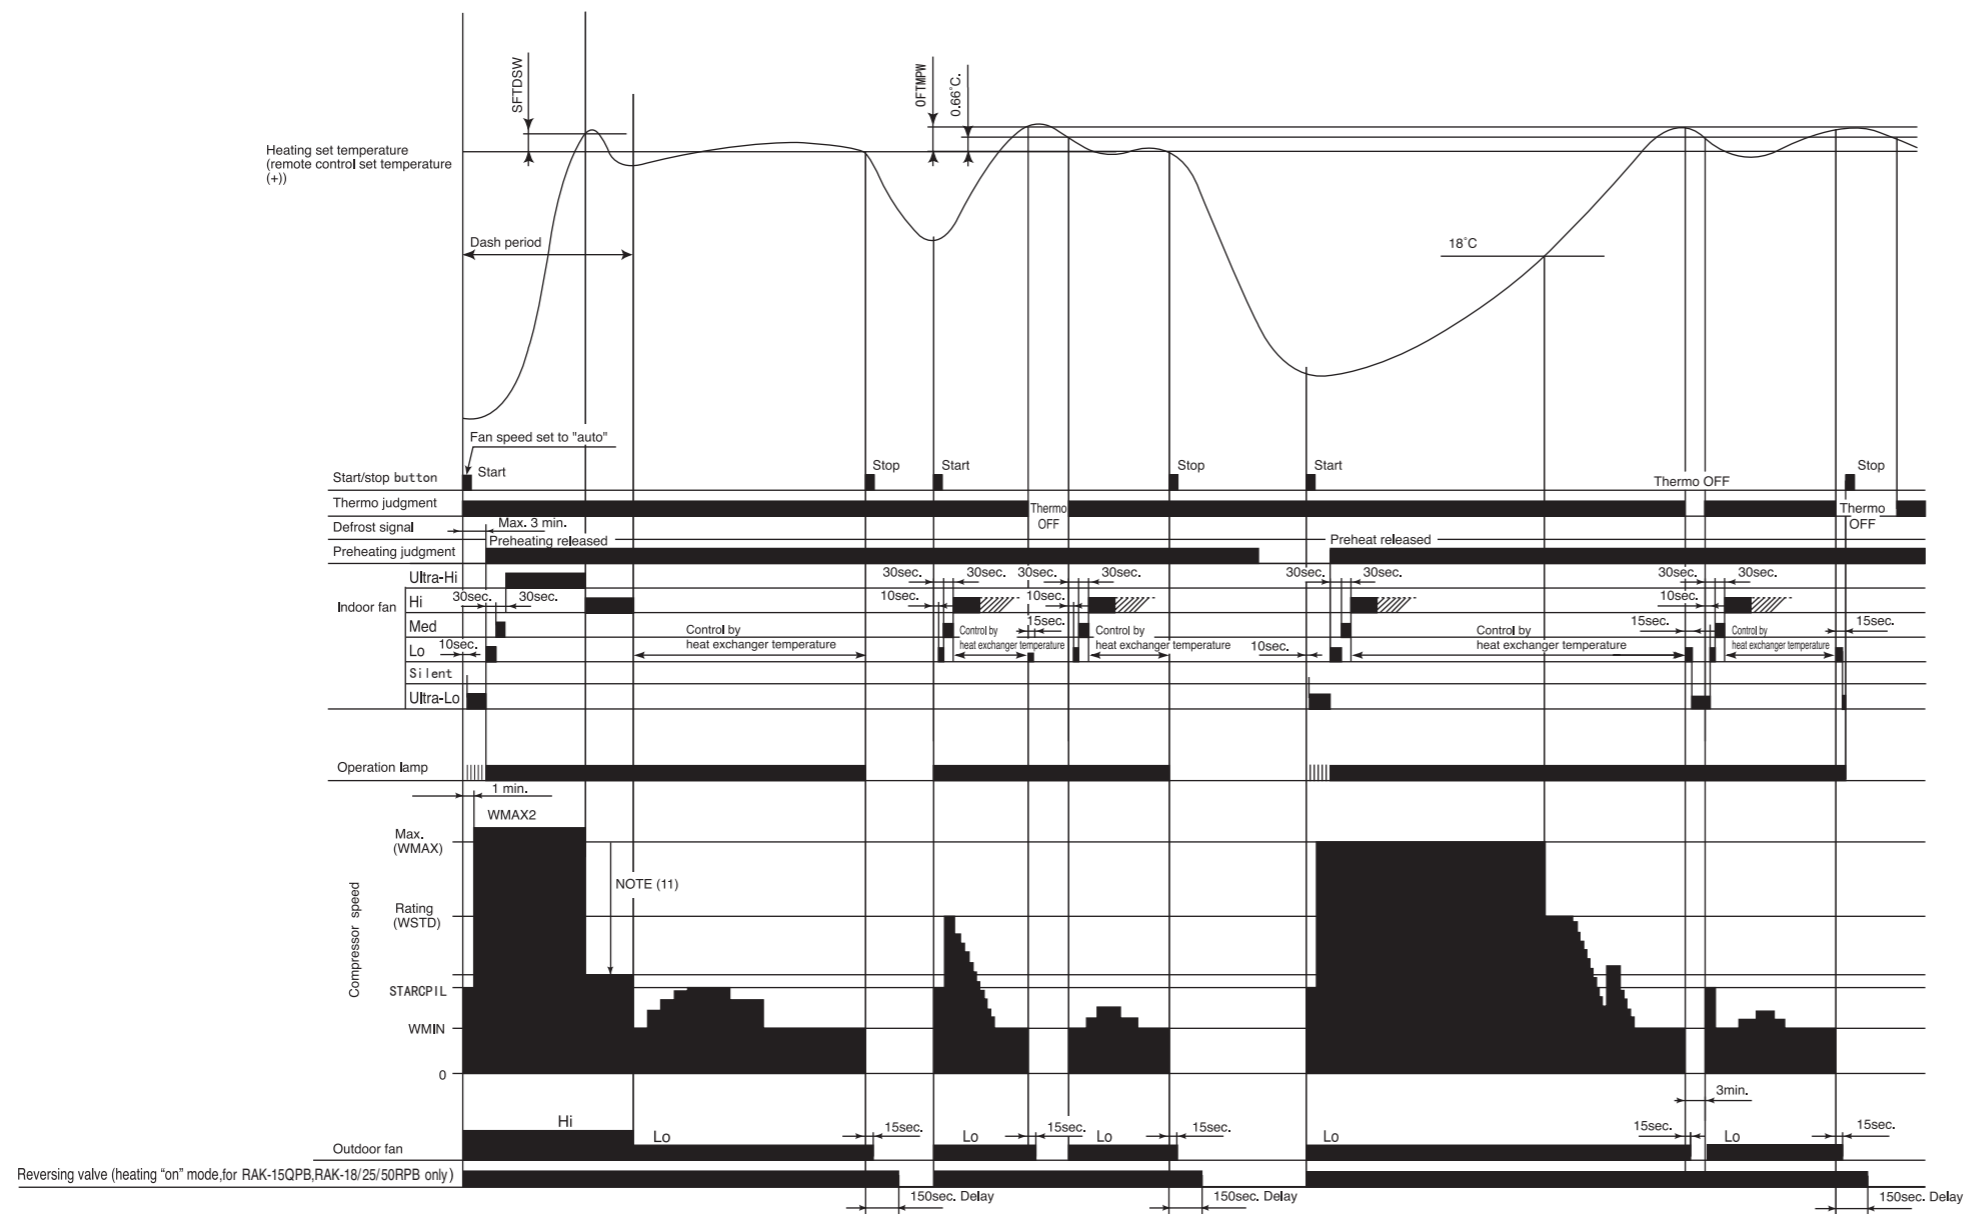 SFTDSW
OFTMPW
0.66°C.
Heating set temperature
(remote control set temperature
(+))
Dash period
18°C
Fan speed set to "auto"
Start/stop button
Start
Stop
Start
Stop
Start
Thermo OFF
Stop
Thermo judgment
Thermo
OFF
Thermo
OFF
Defrost signal
Max. 3 min.
Preheating judgment
Preheating released
Preheat released
Indoor fan
Ultra-Hi
30sec.
30sec.
30sec.
30sec.
30sec.
30sec.
30sec.
30sec.
Hi
30sec.
30sec.
10sec.
10sec.
10sec.
Med
Control by
heat exchanger temperature
Control by
heat exchanger temperature
15sec.
Control by
heat exchanger temperature
Control by
heat exchanger temperature
15sec.
Control by
heat exchanger temperature
15sec.
Lo
10sec.
10sec.
Silent
Ultra-Lo
Operation lamp
1 min.
WMAX2
Compressor speed
Max.
(WMAX)
NOTE (11)
Rating
(WSTD)
STARCPIL
WMIN
0
3min.
Outdoor fan
Hi
Lo
15sec.
Lo
15sec.
Lo
15sec.
Lo
15sec.
Lo
15sec.
Reversing valve (heating “on” mode,for RAK-15QPB,RAK-18/25/50RPB only)
150sec. Delay
150sec. Delay
150sec. Delay